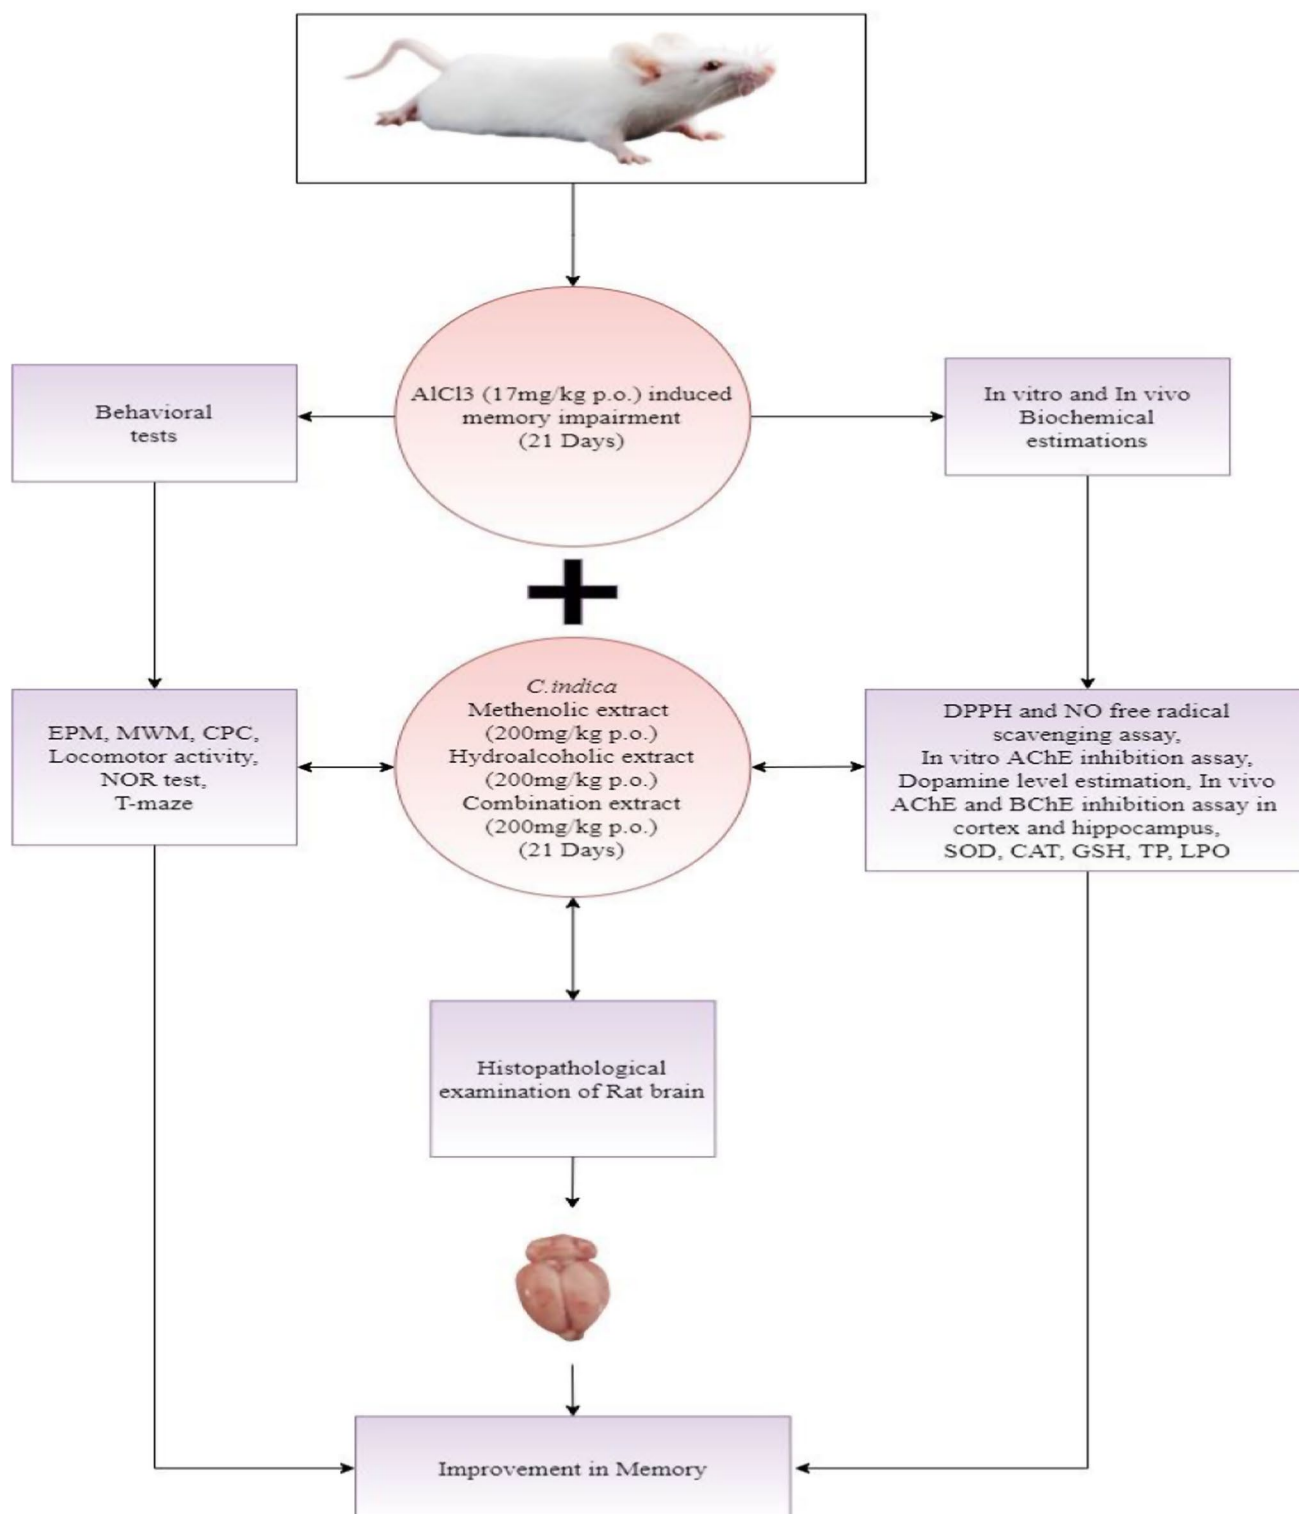 AlCl3 (17mg/kg p.o.) induced
memory impairment
(21 Days)
Behavioral
tests
In vitro and In vivo
Biochemical
estimations
EPM, MWM, CPC,
Locomotor activity,
NOR test,
T-maze
C.indica
Methenolic extract
(200mg/kg p.o.)
Hydroalcoholic extract
(200mg/kg p.o.)
Combination extract
(200mg/kg p.o.)
(21 Days)
DPPH and NO free radical
scavenging assay,
In vitro AChE inhibition assay,
Dopamine level estimation, In vivo
AChE and BChE inhibition assay in
cortex and hippocampus,
SOD, CAT, GSH, TP, LPO
Histopathological
examination of Rat brain
Improvement in Memory